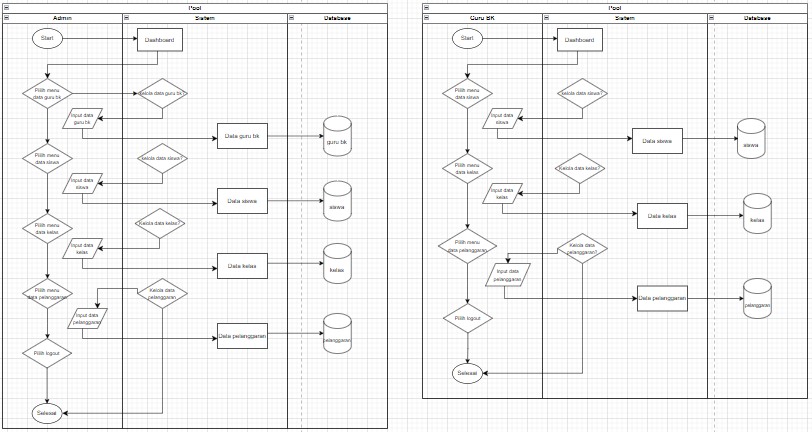 Pool
Admin
Sistem
Database
Start
Dashboard
Pilih menu
data guru bk
Kelola data guru bk?
Input data
guru bk
Data guru bk
guru bk
Pilih menu
data siswa
Kelola data siswa?
Input data
siswa
Data siswa
siswa
Pilih menu
data kelas
Kelola data kelas?
Input data
kelas
Data kelas
kelas
Pilih menu
data pelanggaran
Kelola data
pelanggaran
Input data
pelanggaran
Data pelanggaran
pelanggaran
Pilih logout
Selesai
Pool
Guru BK
Sistem
Database
Start
Dashboard
Pilih menu
data siswa
Kelola data siswa?
Input data
siswa
Data siswa
siswa
Pilih menu
data kelas
Kelola data kelas?
Input data
kelas
Data kelas
kelas
Pilih menu
data pelanggaran
Kelola data
pelanggaran?
Input data
pelanggaran
Data pelanggaran
pelanggaran
Pilih logout
Selesai